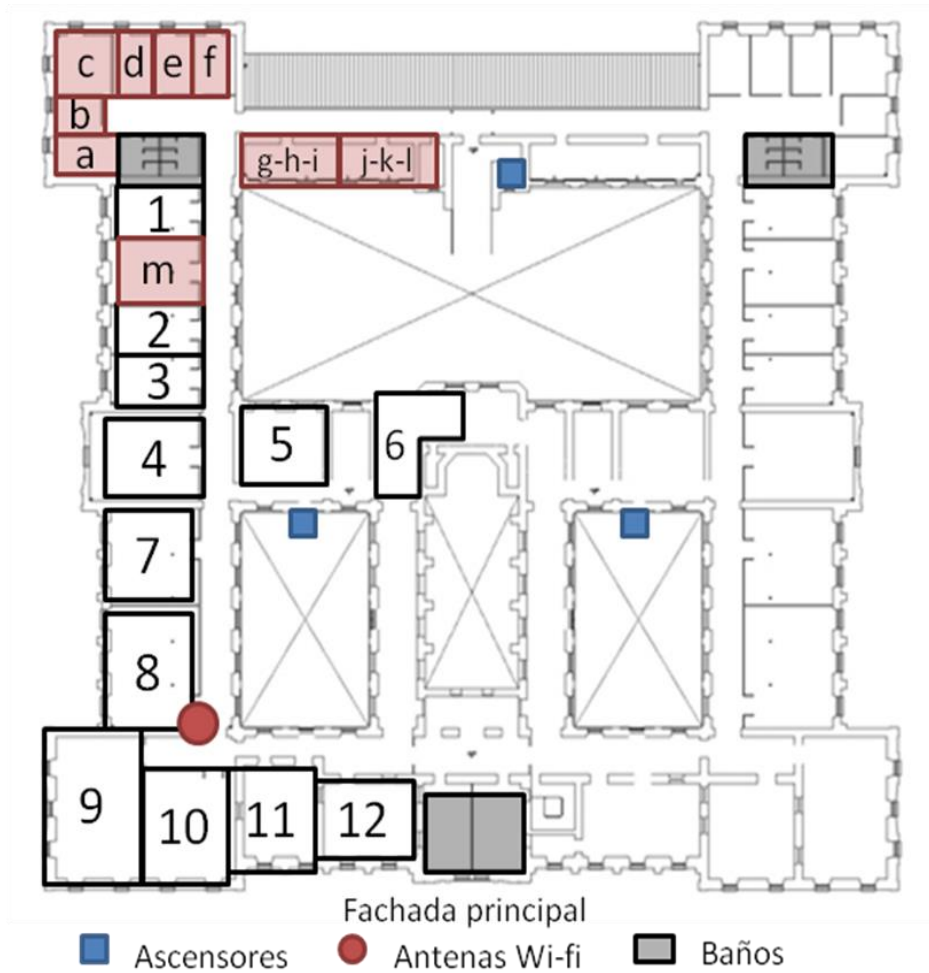 c d e f
b
a g-h-i j-k-l
1
m
2
3
4 5 6
7
8
9 10 11 12
Fachada principal
Ascensores Antenas Wi-fi Baños